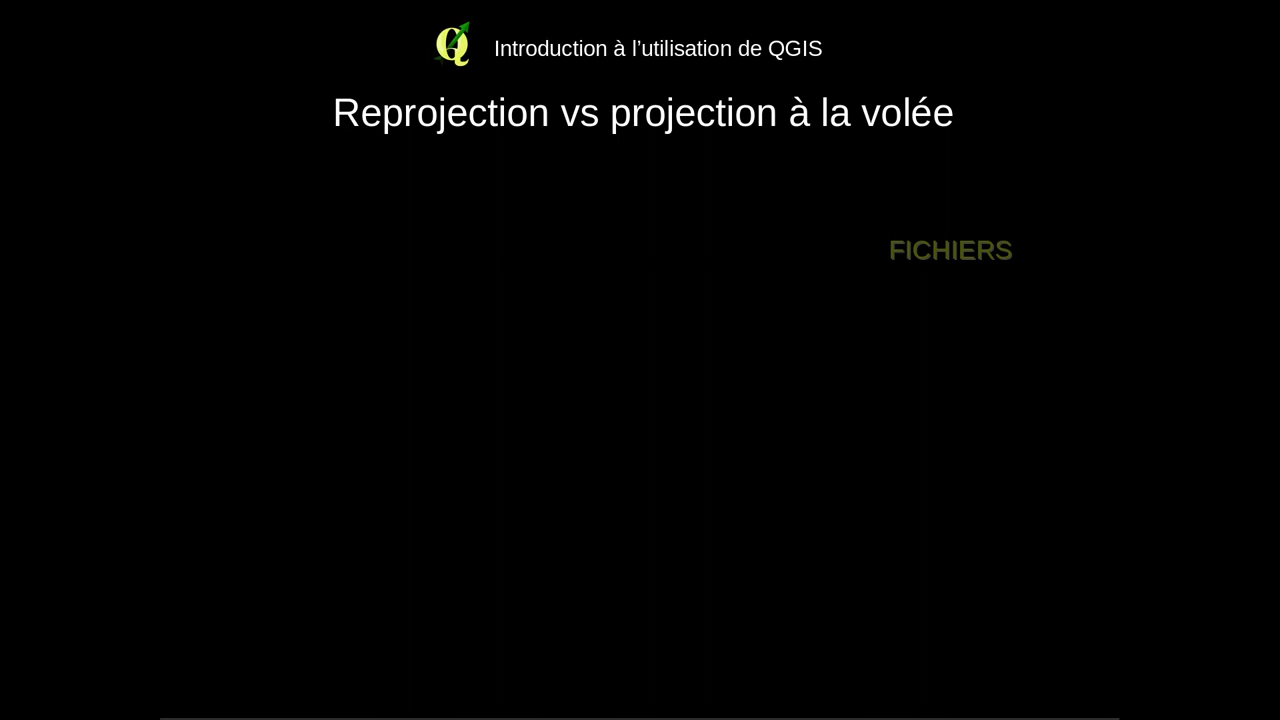 Introduction à l’utilisation de QGIS
Reprojection vs projection à la volée
FICHIERS